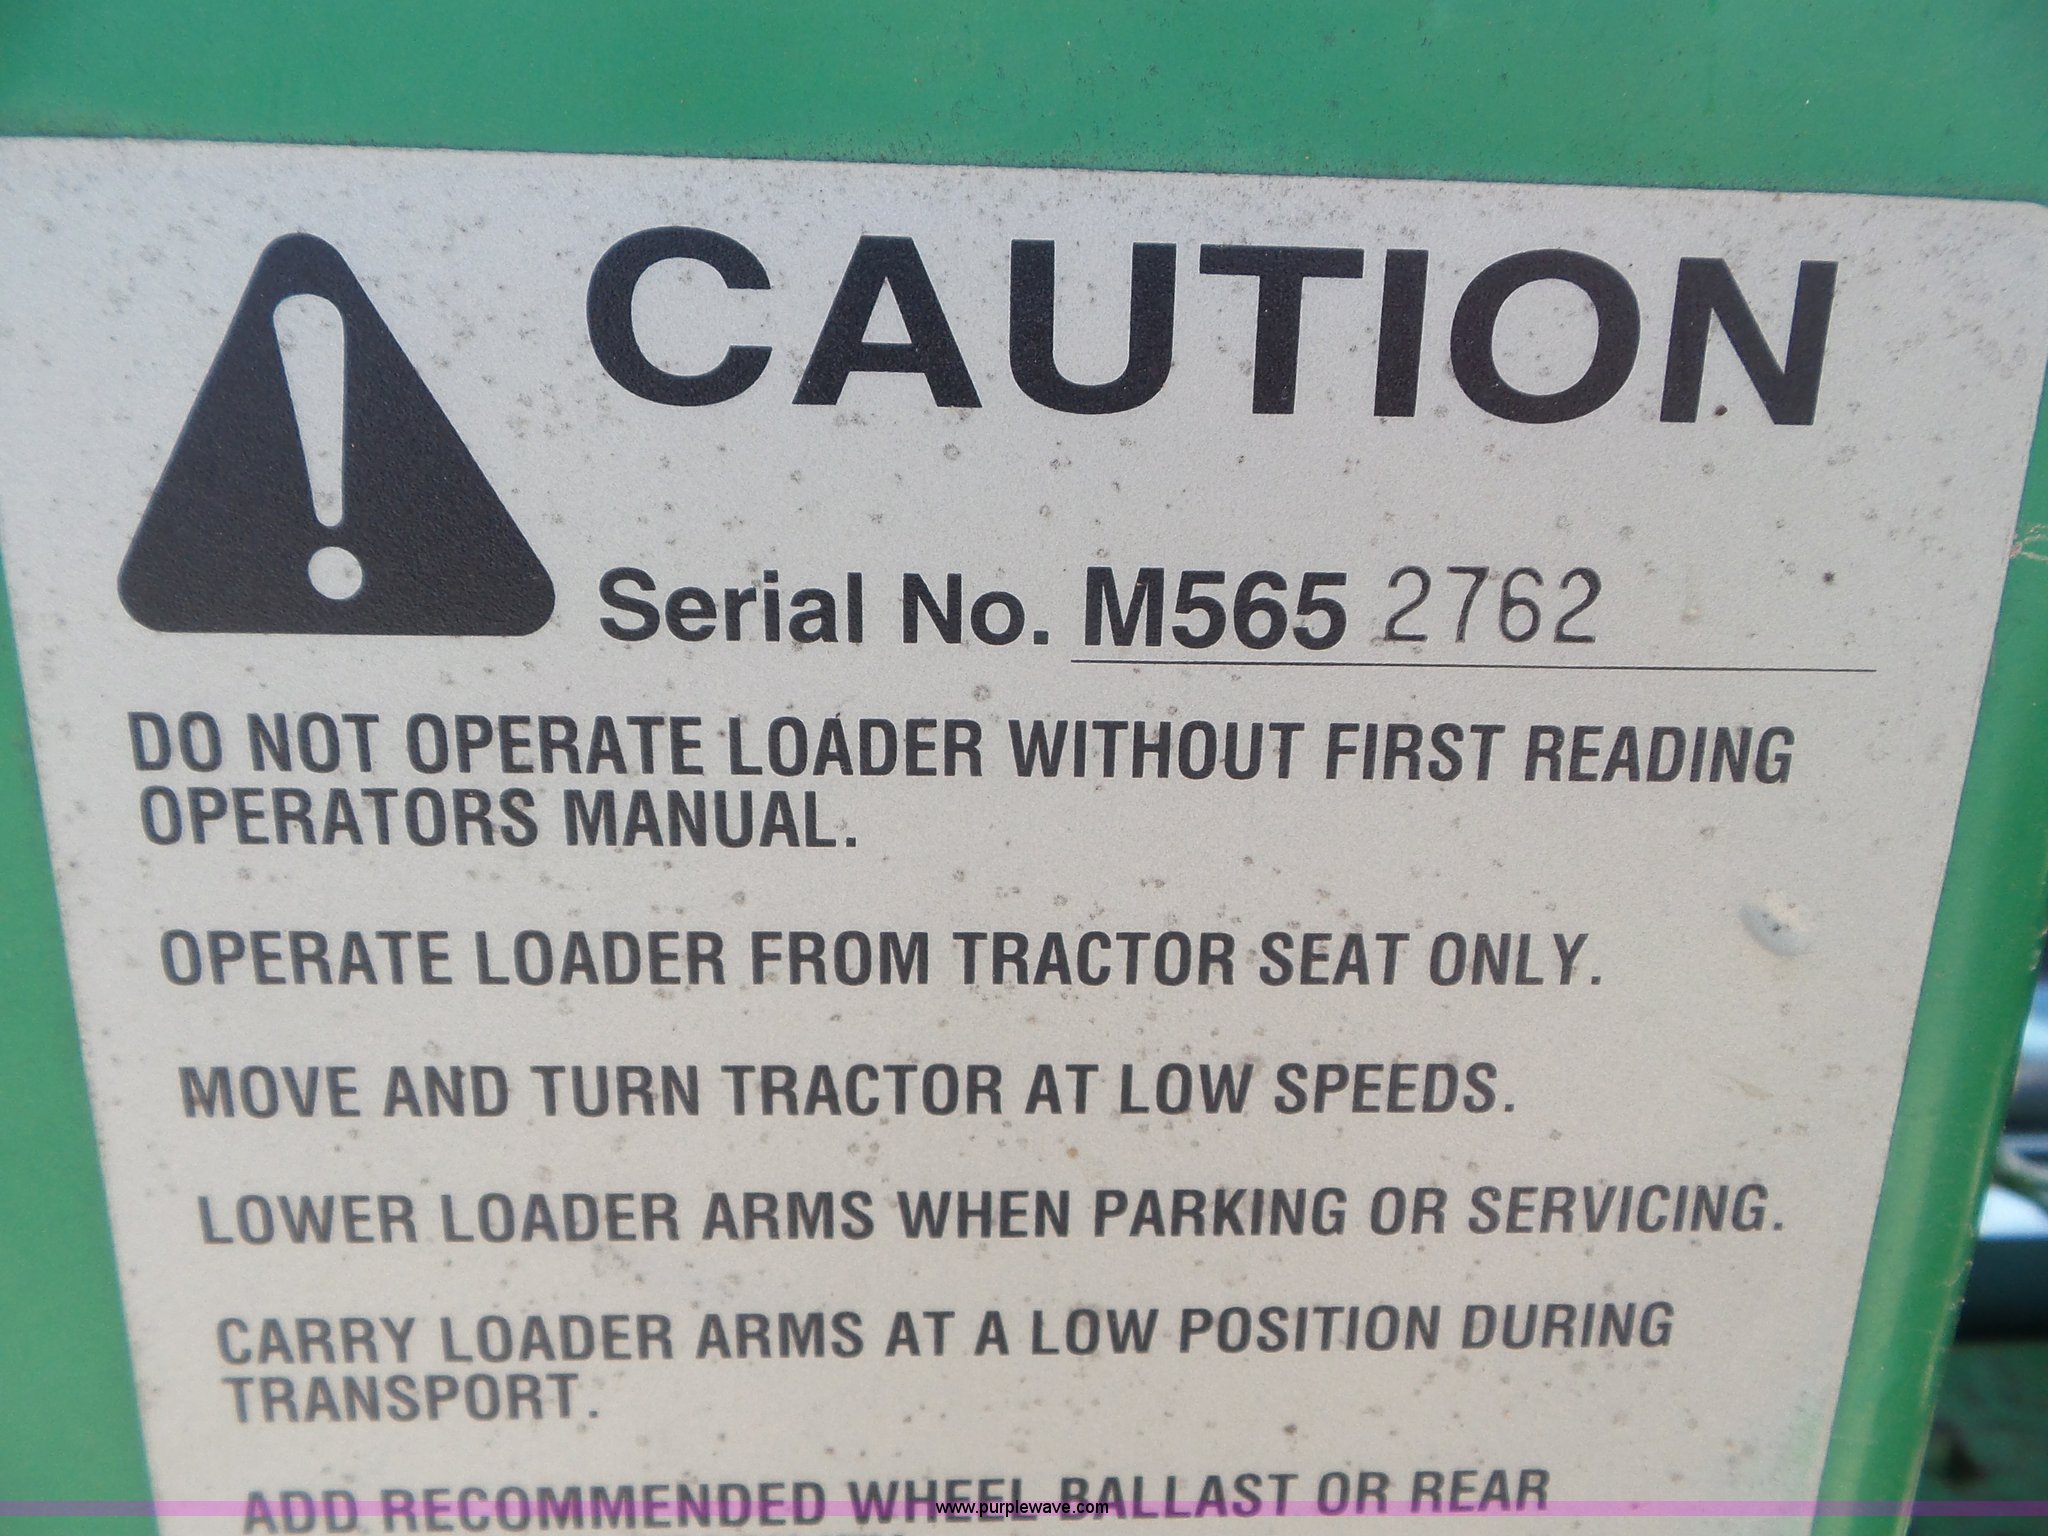 CAUTION
Serial No. M565 2762
DO NOT OPERATE LOADER WITHOUT FIRST READING
OPERATORS MANUAL.
OPERATE LOADER FROM TRACTOR SEAT ONLY.
MOVE AND TURN TRACTOR AT LOW SPEEDS.
LOWER LOADER ARMS WHEN PARKING OR SERVICING.
CARRY LOADER ARMS AT A LOW POSITION DURING
TRANSPORT.
ADD RECOMMENDED WHEEL BALLAST OR REAR
www.purplewave.com